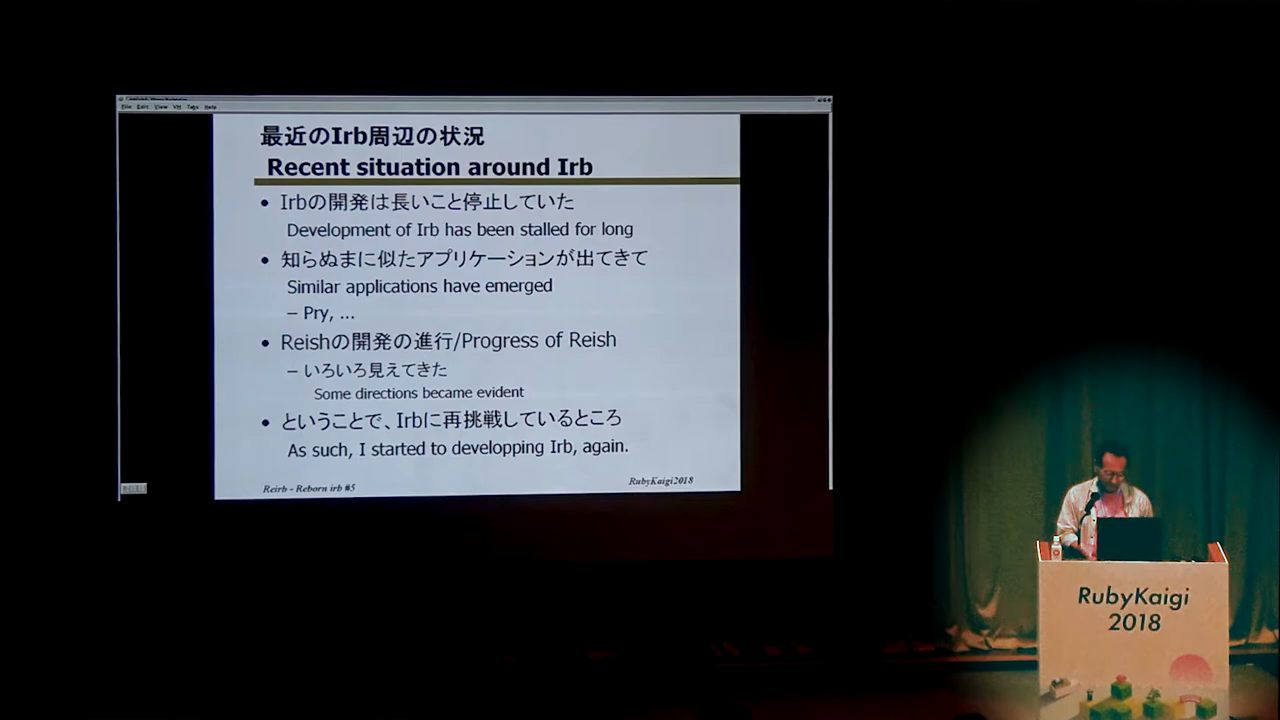 File Edit View VM Tags Help
最近のIrb周辺の状況
Recent situation around Irb
• Irbの開発は長いこと停止していた
Development of Irb has been stalled for long
• 知らぬまに似たアプリケーションが出てきて
Similar applications have emerged
– Pry, ...
• Reishの開発の進行/Progress of Reish
– いろいろ見えてきた
Some directions became evident
• ということで、Irbに再挑戦しているところ
As such, I started to developping Irb, again.
Reirb - Reborn irb #5
RubyKaigi2018
RubyKaigi
2018